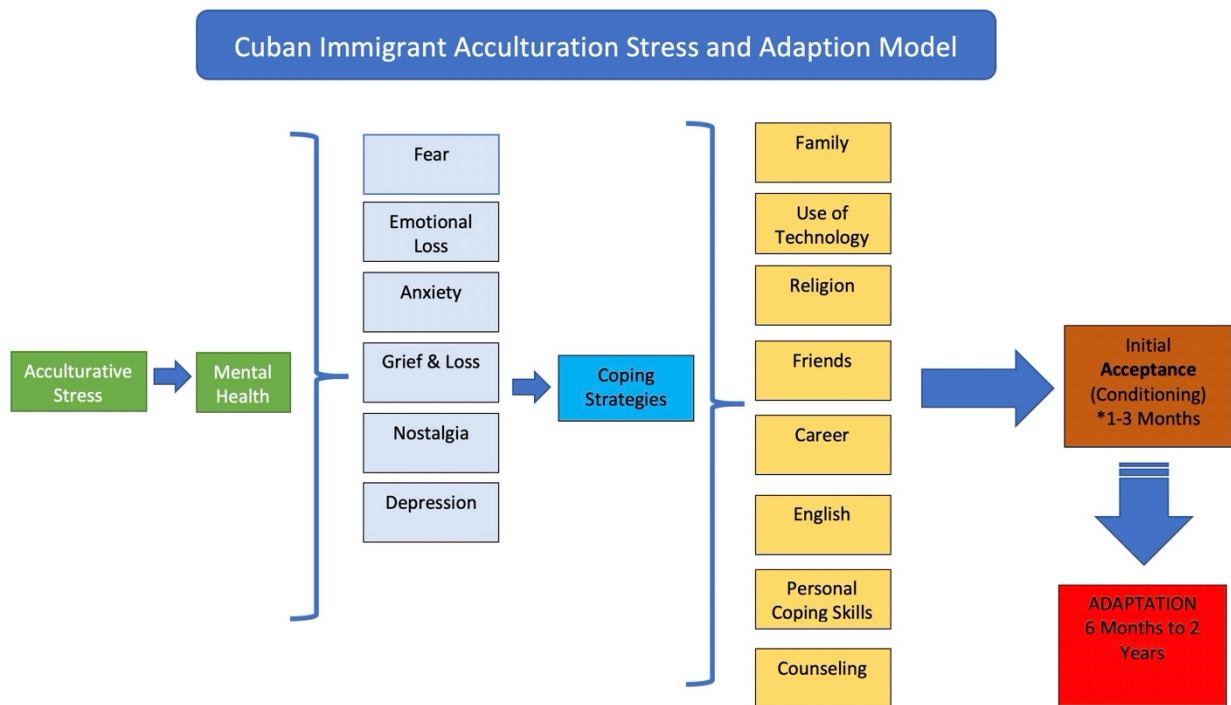 Cuban Immigrant Acculturation Stress and Adaption Model
Acculturative
Stress
Mental
Health
Fear
Emotional
Loss
Anxiety
Grief & Loss
Nostalgia
Depression
Coping
Strategies
Family
Use of
Technology
Religion
Friends
Career
English
Personal
Coping Skills
Counseling
Initial
Acceptance
(Conditioning)
*1-3 Months
ADAPTATION
6 Months to 2
Years